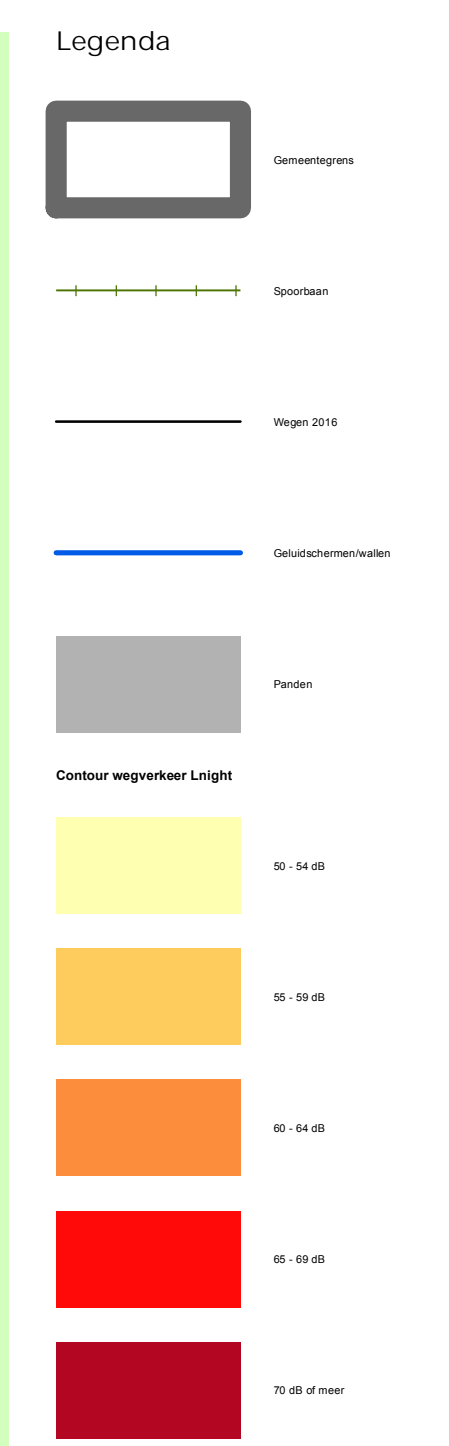 Legenda
Gemeentegrens
Spoorbaan
Wegen 2016
Geluidschermen/wallen
Panden
Contour wegverkeer Lnight
50 - 54 dB
55 - 59 dB
60 - 64 dB
65 - 69 dB
70 dB of meer